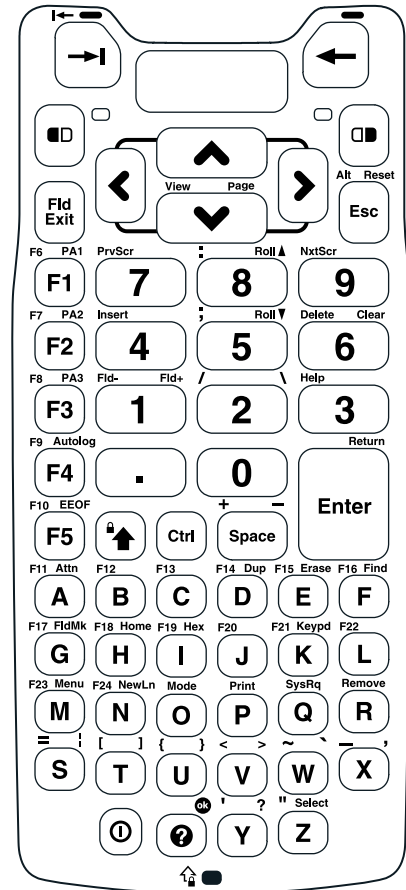 Alt Reset
View Page
Fld
Exit
Esc
F6 PA1 PrvScr : Roll▲ NxtScr
F1 7 8 9
F7 PA2 Insert ; Roll▼ Delete Clear
F2 4 5 6
F8 PA3 Fld- Fld+ / \ Help
F3 1 2 3
F9 Autolog Return
F4 . 0
Enter
F10 EEOF + −
F5 Ctrl Space
F11 Attn F12 F13 F14 Dup F15 Erase F16 Find
A B C D E F
F17 FldMk F18 Home F19 Hex F20 F21 Keypd F22
G H I J K L
F23 Menu F24 NewLn Mode Print SysRq Remove
M N O P Q R
= ¦ [ ] { } < > ~ ` _ ,
S T U V W X
ok ' ? " Select
? Y Z